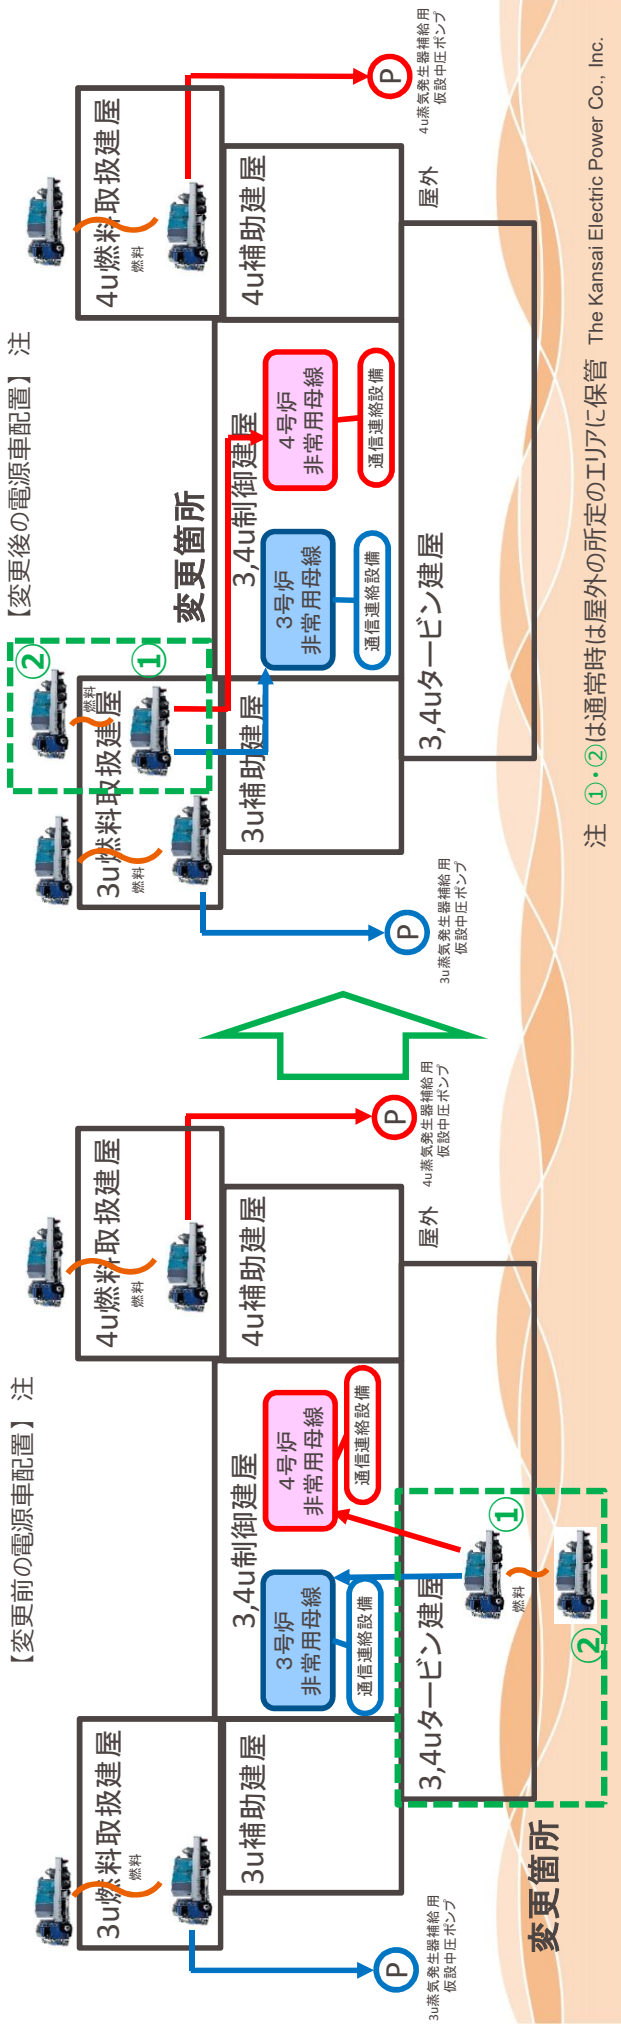 【変更前の電源車配置】 注
3u燃料取扱建屋
燃料
4u燃料取扱建屋
燃料
3u補助建屋
3,4u制御建屋
4u補助建屋
3号炉
非常用母線
4号炉
非常用母線
通信連絡設備
通信連絡設備
P
3u蒸気発生器補給用
仮設中圧ポンプ
P
4u蒸気発生器補給用
仮設中圧ポンプ
屋外
3,4uタービン建屋
①
燃料
②
変更箇所
【変更後の電源車配置】 注
②
①
変更箇所
3u燃料取扱建屋
燃料
燃料
4u燃料取扱建屋
燃料
3u補助建屋
3,4u制御建屋
4u補助建屋
3号炉
非常用母線
4号炉
非常用母線
通信連絡設備
通信連絡設備
P
3u蒸気発生器補給用
仮設中圧ポンプ
P
4u蒸気発生器補給用
仮設中圧ポンプ
屋外
3,4uタービン建屋
注 ①・②は通常時は屋外の所定のエリアに保管
The Kansai Electric Power Co., Inc.